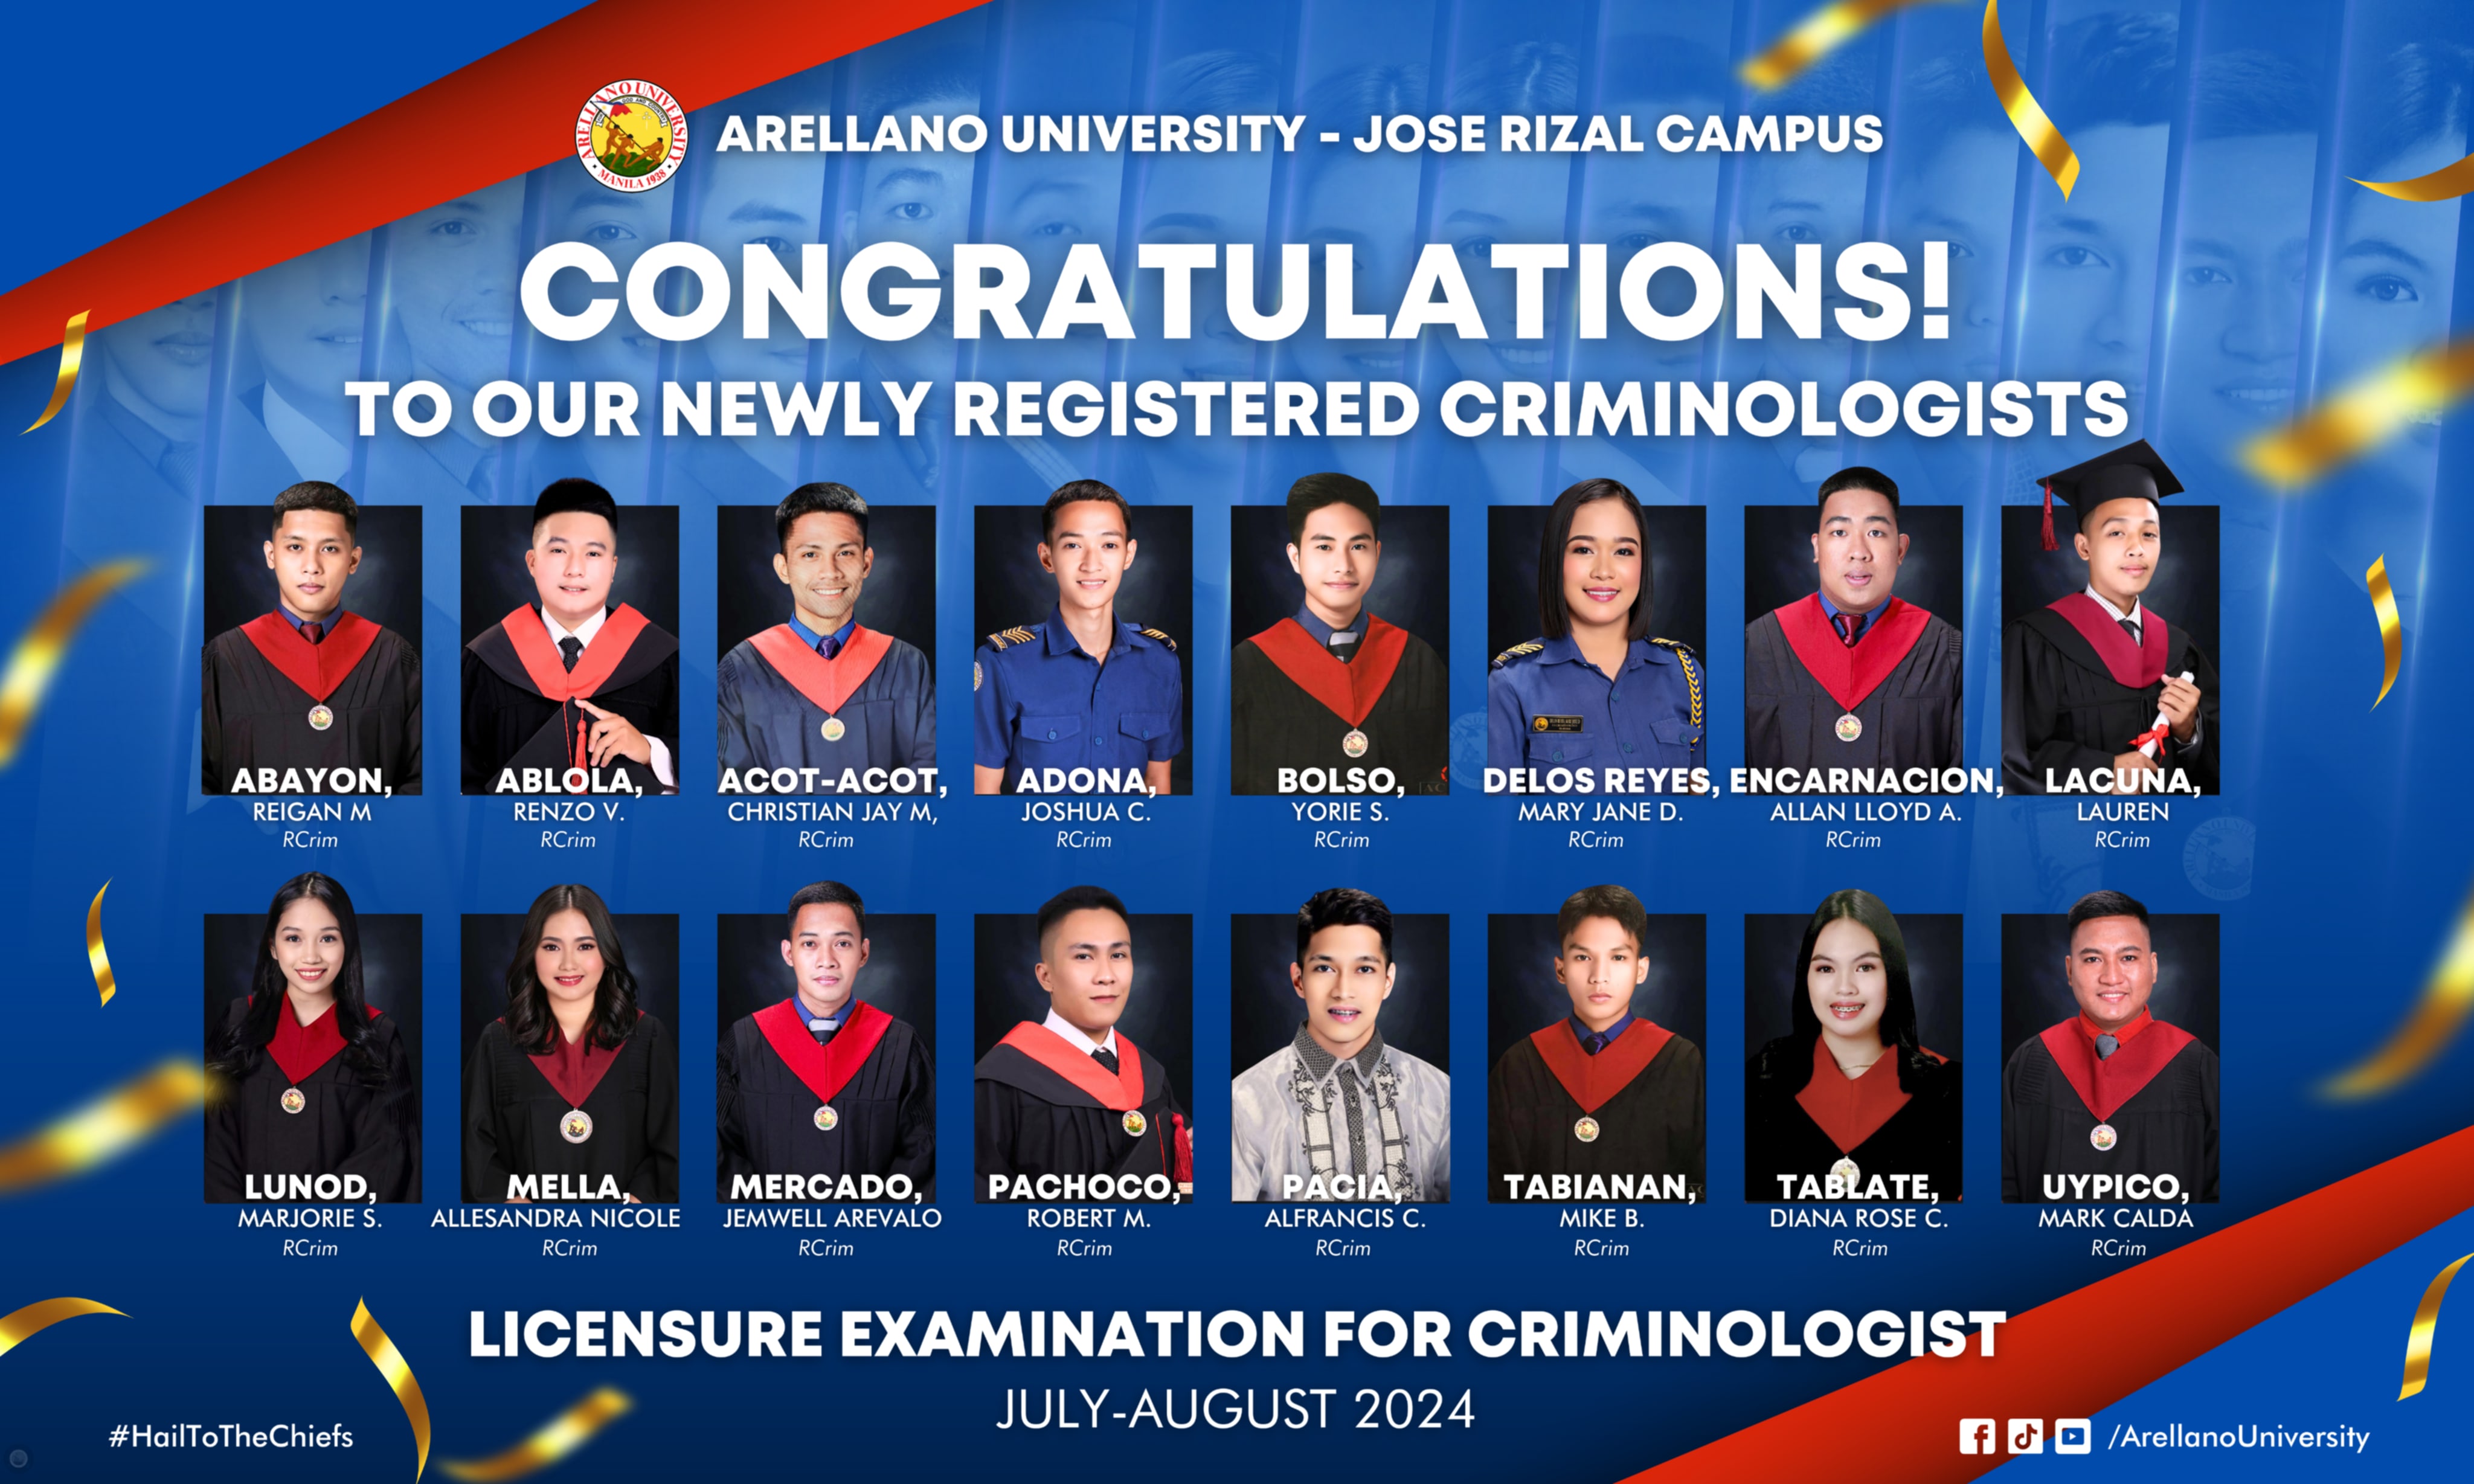 ARELLANO UNIVERSITY
MANILA 1938
ARELLANO UNIVERSITY - JOSE RIZAL CAMPUS
CONGRATULATIONS!
TO OUR NEWLY REGISTERED CRIMINOLOGISTS
ABAYON,
REIGAN M
RCrim
ABLOLA,
RENZO V.
RCrim
ACOT-ACOT,
CHRISTIAN JAY M,
RCrim
ADONA,
JOSHUA C.
RCrim
BOLSO,
YORIE S.
RCrim
DELOS REYES,
MARY JANE D.
RCrim
ENCARNACION,
ALLAN LLOYD A.
RCrim
LACUNA,
LAUREN
RCrim
LUNOD,
MARJORIE S.
RCrim
MELLA,
ALLESANDRA NICOLE
RCrim
MERCADO,
JEMWELL AREVALO
RCrim
PACHOCO,
ROBERT M.
RCrim
PACIA,
ALFRANCIS C.
RCrim
TABIANAN,
MIKE B.
RCrim
TABLATE,
DIANA ROSE C.
RCrim
UYPICO,
MARK CALDA
RCrim
LICENSURE EXAMINATION FOR CRIMINOLOGIST
JULY-AUGUST 2024
#HailToTheChiefs
/ArellanoUniversity